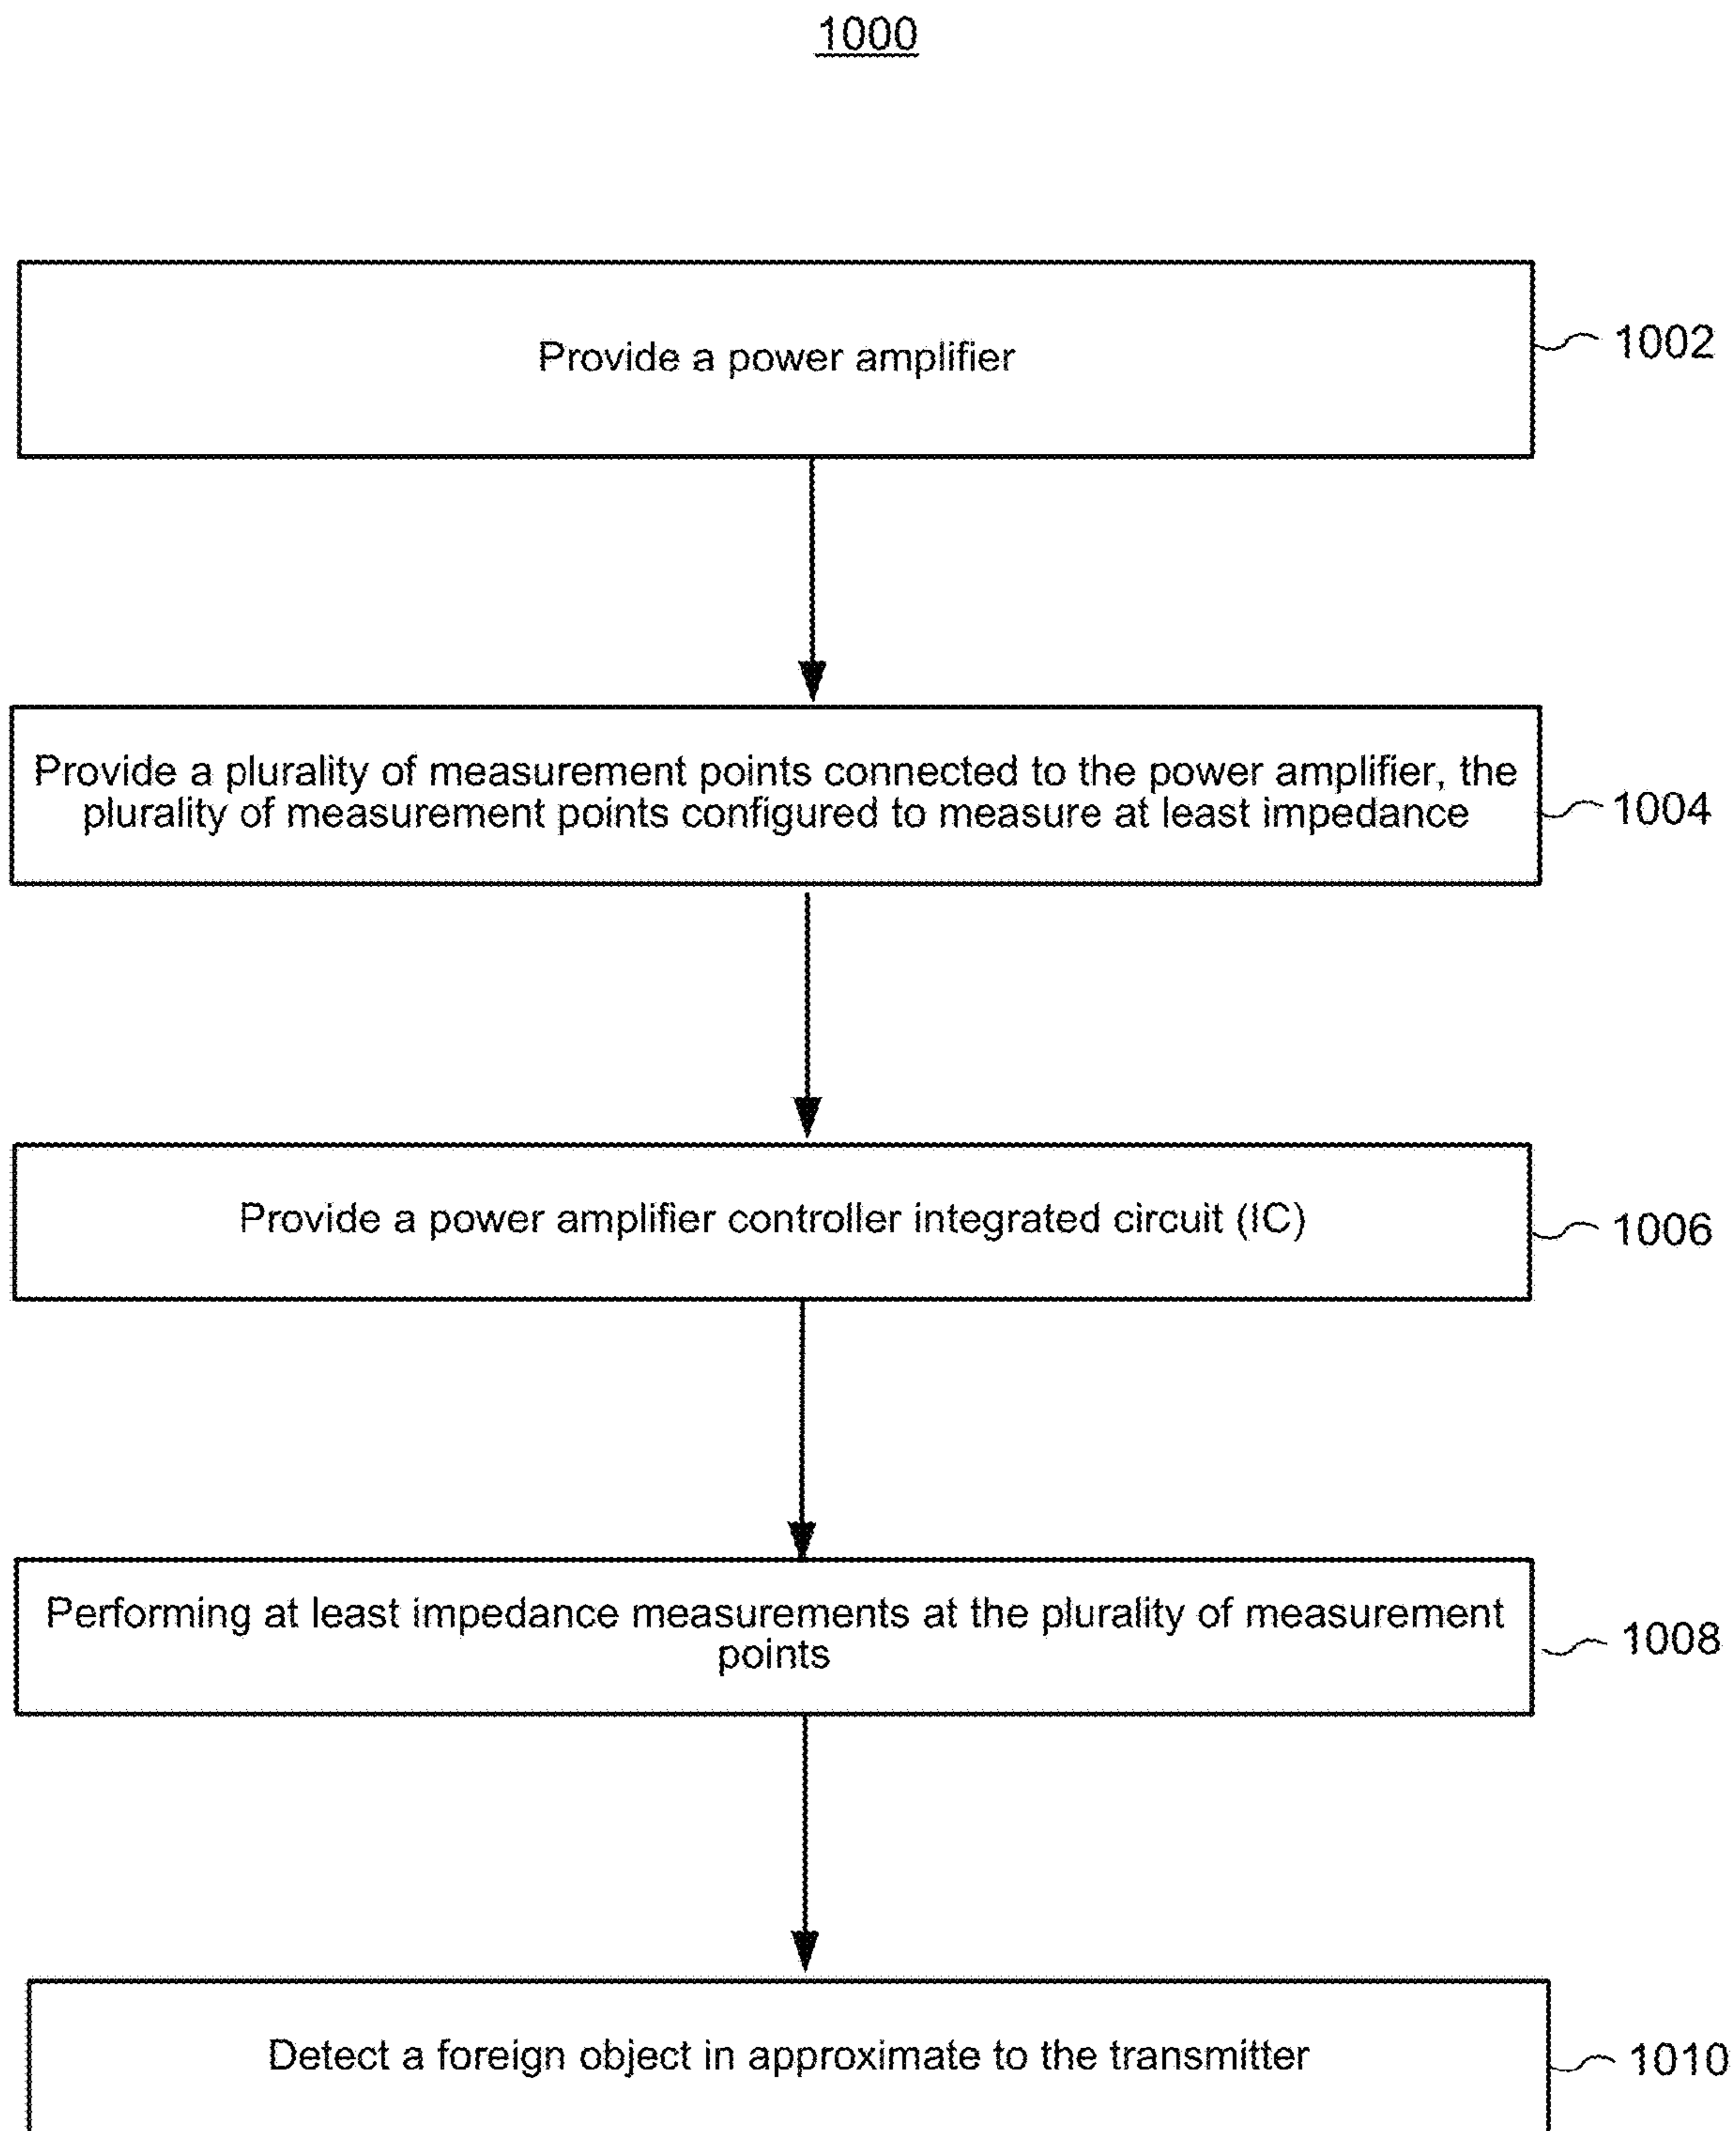 1000
Provide a power amplifier
1002
Provide a plurality of measurement points connected to the power amplifier, the
plurality of measurement points configured to measure at least impedance
1004
Provide a power amplifier controller integrated circuit (IC)
1006
Performing at least impedance measurements at the plurality of measurement
points
1008
Detect a foreign object in approximate to the transmitter
1010